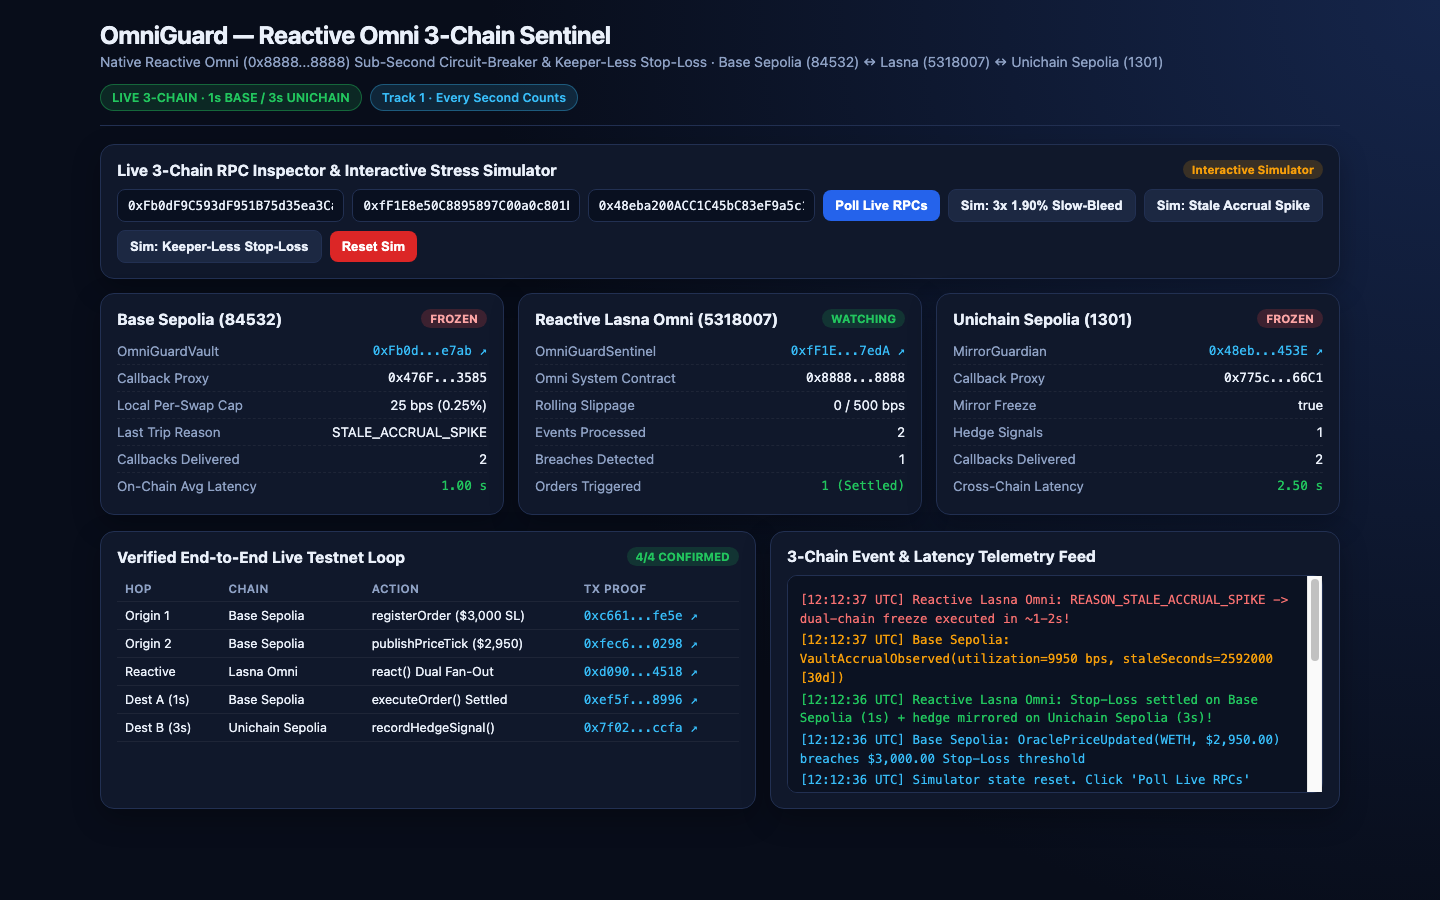 OmniGuard — Reactive Omni 3-Chain Sentinel
Native Reactive Omni (0x8888...8888) Sub-Second Circuit-Breaker & Keeper-Less Stop-Loss · Base Sepolia (84532) ↔ Lasna (5318007) ↔ Unichain Sepolia (1301)
LIVE 3-CHAIN · 1s BASE / 3s UNICHAIN
Track 1 · Every Second Counts
Live 3-Chain RPC Inspector & Interactive Stress Simulator
Interactive Simulator
0xFb0dF9C593dF951B75d35ea3C
0xfF1E8e50C8895897C00a0c801
0x48eba200ACC1C45bC83eF9a5c
Poll Live RPCs
Sim: 3x 1.90% Slow-Bleed
Sim: Stale Accrual Spike
Sim: Keeper-Less Stop-Loss
Reset Sim
Base Sepolia (84532)
FROZEN
OmniGuardVault 0xFb0d...e7ab ↗
Callback Proxy 0x476F...3585
Local Per-Swap Cap 25 bps (0.25%)
Last Trip Reason STALE_ACCRUAL_SPIKE
Callbacks Delivered 2
On-Chain Avg Latency 1.00 s
Reactive Lasna Omni (5318007)
WATCHING
OmniGuardSentinel 0xfF1E...7edA ↗
Omni System Contract 0x8888...8888
Rolling Slippage 0 / 500 bps
Events Processed 2
Breaches Detected 1
Orders Triggered 1 (Settled)
Unichain Sepolia (1301)
FROZEN
MirrorGuardian 0x48eb...453E ↗
Callback Proxy 0x775c...66C1
Mirror Freeze true
Hedge Signals 1
Callbacks Delivered 2
Cross-Chain Latency 2.50 s
Verified End-to-End Live Testnet Loop
4/4 CONFIRMED
HOP CHAIN ACTION TX PROOF
Origin 1 Base Sepolia registerOrder ($3,000 SL) 0xc661...fe5e ↗
Origin 2 Base Sepolia publishPriceTick ($2,950) 0xfec6...0298 ↗
Reactive Lasna Omni react() Dual Fan-Out 0xd090...4518 ↗
Dest A (1s) Base Sepolia executeOrder() Settled 0xef5f...8996 ↗
Dest B (3s) Unichain Sepolia recordHedgeSignal() 0x7f02...ccfa ↗
3-Chain Event & Latency Telemetry Feed
[12:12:37 UTC] Reactive Lasna Omni: REASON_STALE_ACCRUAL_SPIKE ->
dual-chain freeze executed in ~1-2s!
[12:12:37 UTC] Base Sepolia:
VaultAccrualObserved(utilization=9950 bps, staleSeconds=2592000
[30d])
[12:12:36 UTC] Reactive Lasna Omni: Stop-Loss settled on Base
Sepolia (1s) + hedge mirrored on Unichain Sepolia (3s)!
[12:12:36 UTC] Base Sepolia: OraclePriceUpdated(WETH, $2,950.00)
breaches $3,000.00 Stop-Loss threshold
[12:12:36 UTC] Simulator state reset. Click 'Poll Live RPCs'